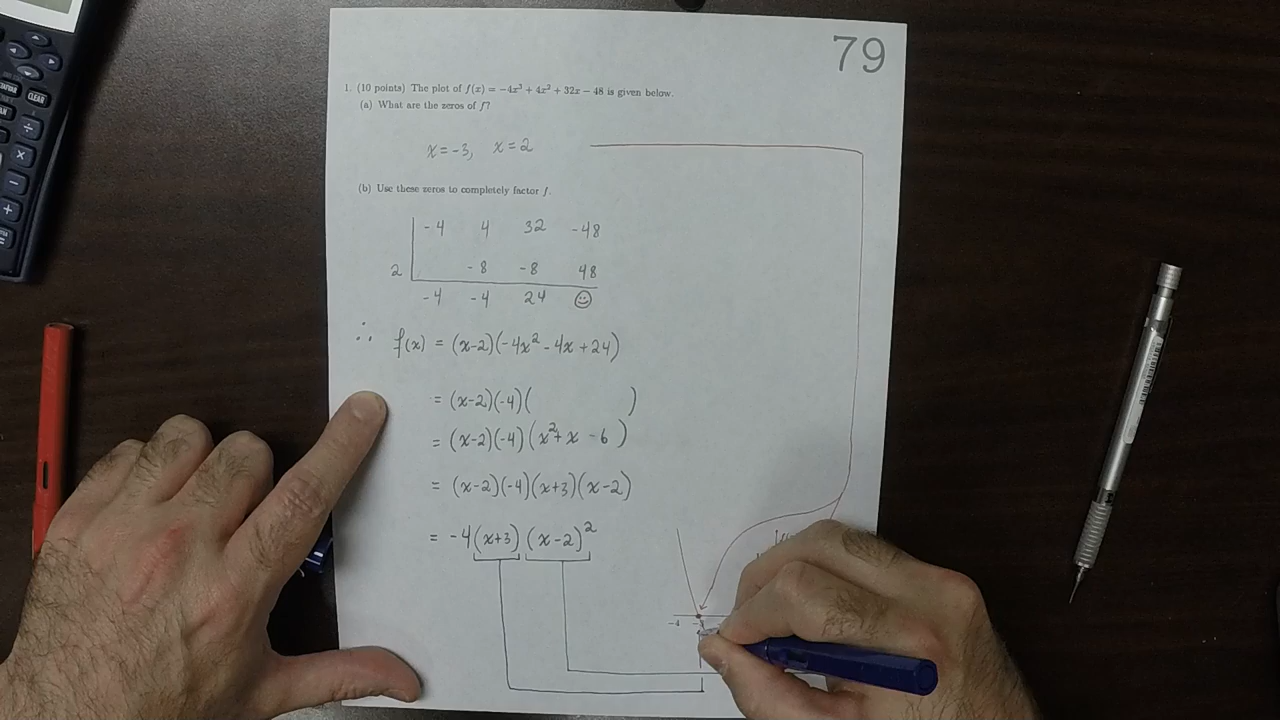 79
1. (10 points) The plot of f(x) = −4x³ + 4x² + 32x − 48 is given below.
(a) What are the zeros of f?
x = -3, x = 2
(b) Use these zeros to completely factor f.
-4 4 32 -48
2 -8 -8 48
-4 -4 24 ☺
∴ f(x) = (x-2)(-4x² - 4x + 24)
= (x-2)(-4)( )
= (x-2)(-4)(x² + x - 6 )
= (x-2)(-4)(x+3)(x-2)
= -4(x+3)(x-2)²
-4
CLEAR